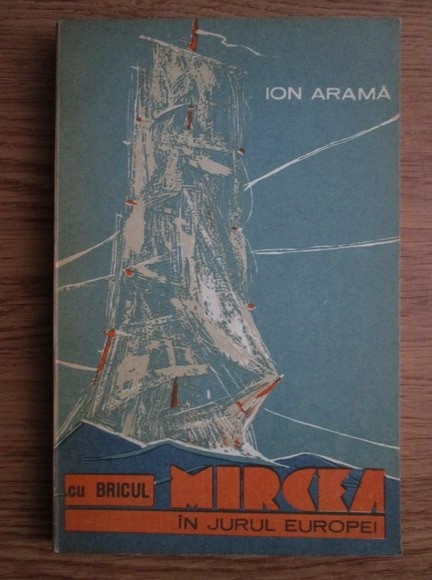 ION ARAMĂ
cu BRICUL MIRCEA
ÎN JURUL EUROPEI